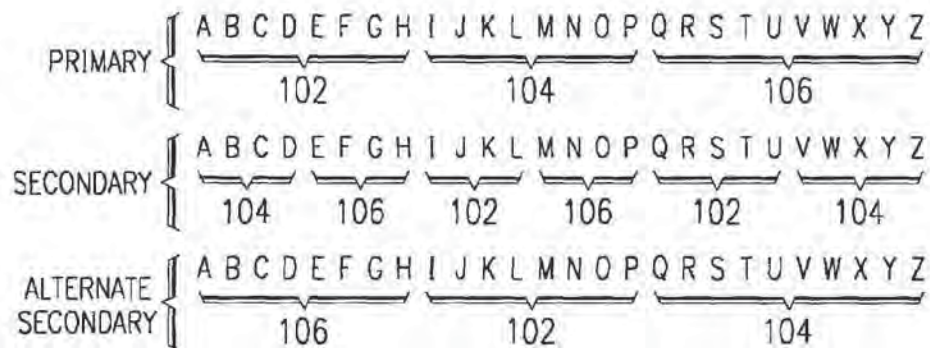 A B C D E F G H I J K L M N O P Q R S T U V W X Y Z
PRIMARY
102 104 106
A B C D E F G H I J K L M N O P Q R S T U V W X Y Z
SECONDARY
104 106 102 106 102 104
A B C D E F G H I J K L M N O P Q R S T U V W X Y Z
ALTERNATE
SECONDARY
106 102 104